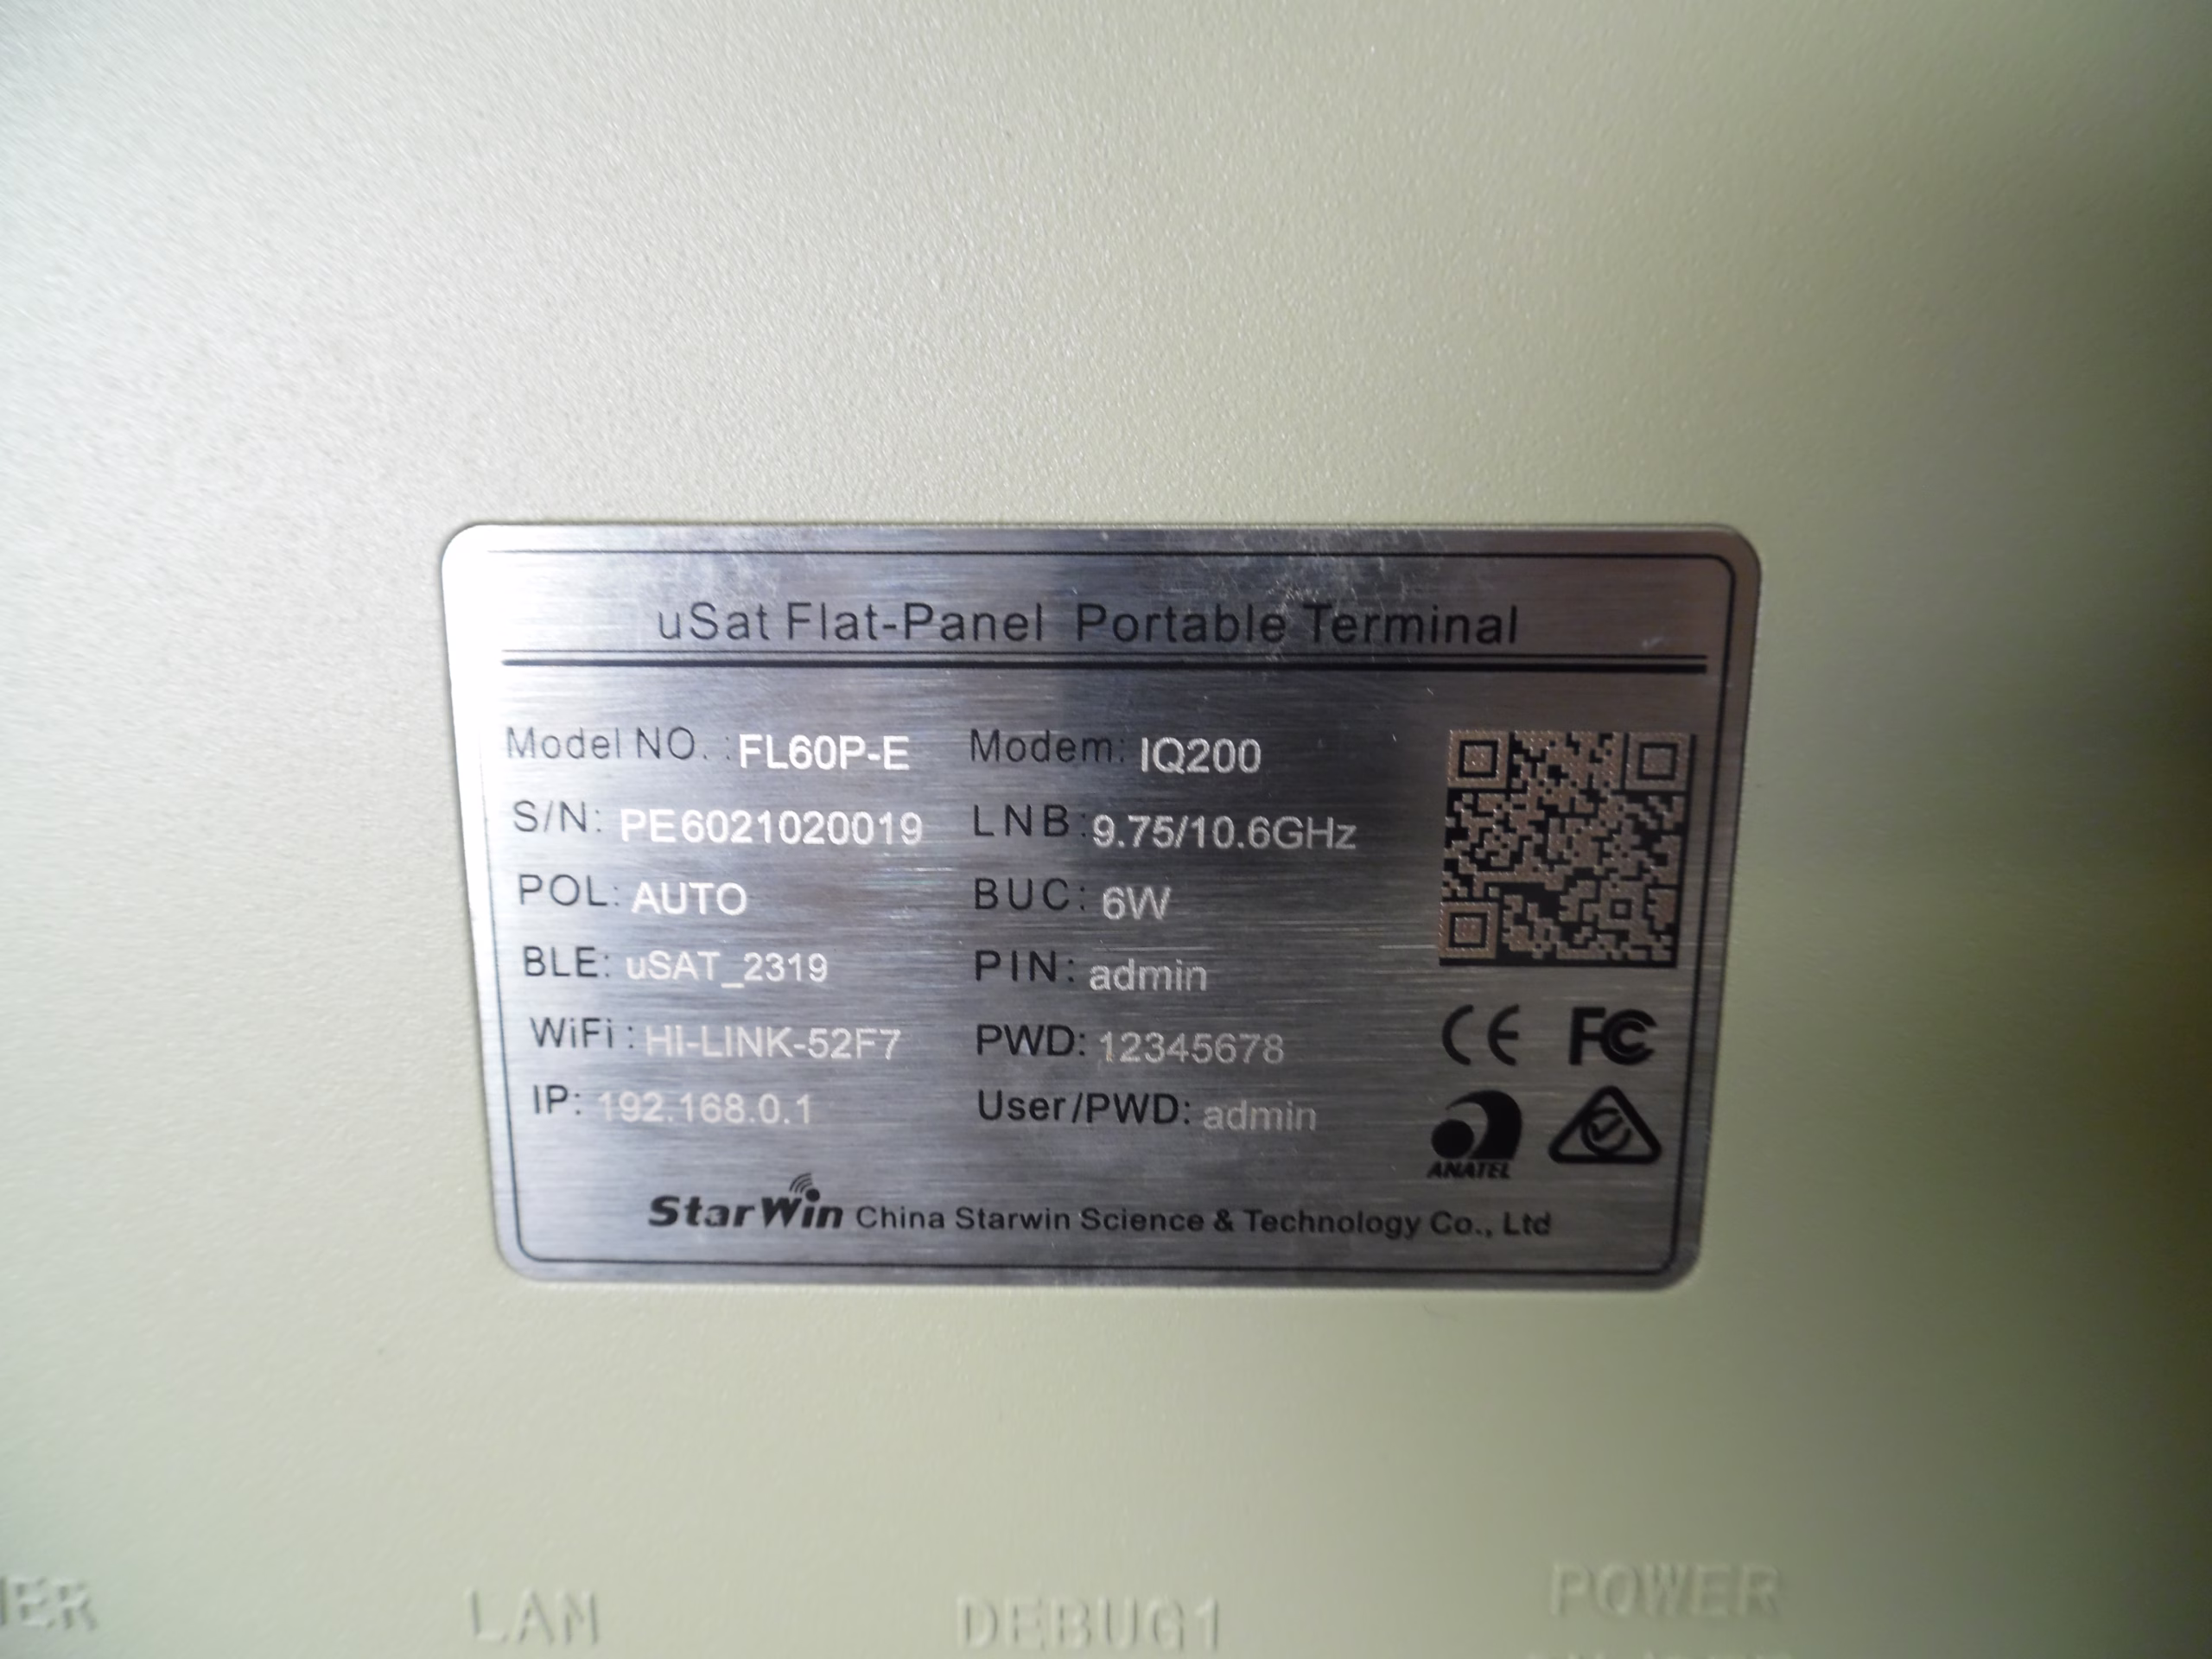 uSat Flat-Panel Portable Terminal
Model NO. : FL60P-E Modem: IQ200
S/N: PE6021020019 LNB: 9.75/10.6GHz
POL: AUTO BUC: 6W
BLE: uSAT_2319 PIN: admin
WiFi: HI-LINK-52F7 PWD: 12345678
IP: 192.168.0.1 User/PWD: admin
CE FC
ANATEL
StarWin China Starwin Science & Technology Co., Ltd
LAN DEBUG1 POWER